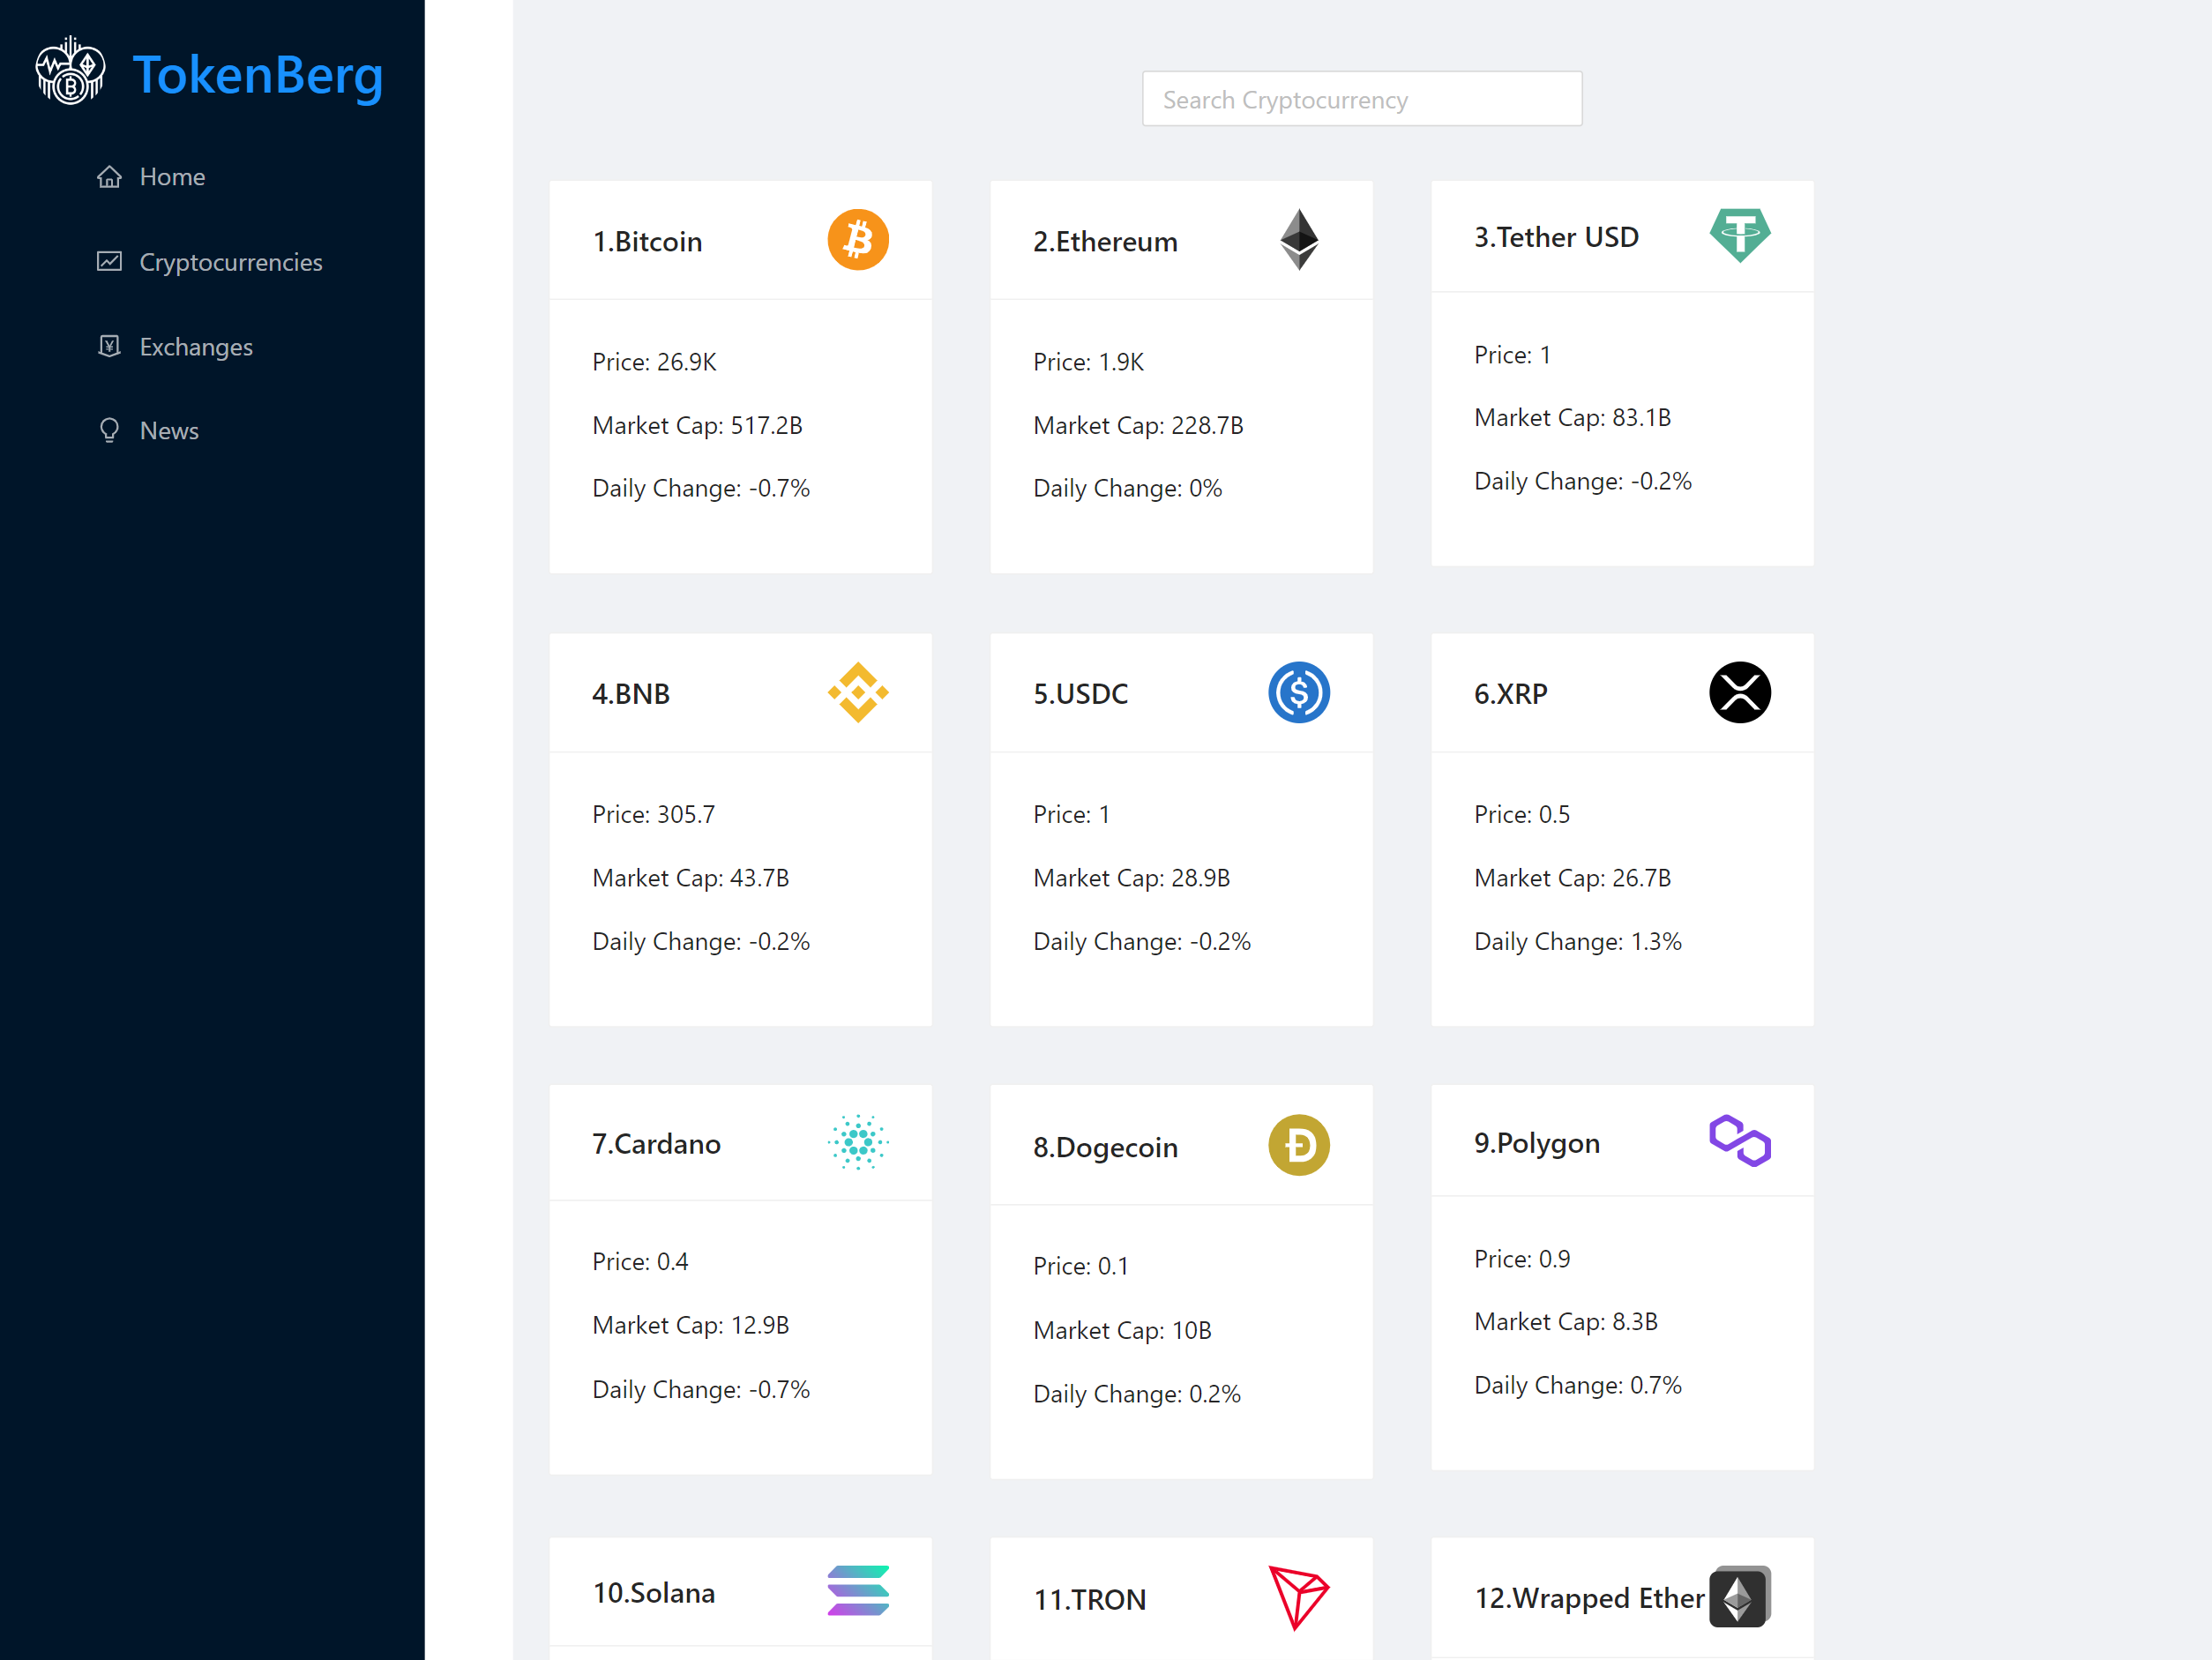 TokenBerg
Home
Cryptocurrencies
Exchanges
News
Search Cryptocurrency
1.Bitcoin
Price: 26.9K
Market Cap: 517.2B
Daily Change: -0.7%
2.Ethereum
Price: 1.9K
Market Cap: 228.7B
Daily Change: 0%
3.Tether USD
Price: 1
Market Cap: 83.1B
Daily Change: -0.2%
4.BNB
Price: 305.7
Market Cap: 43.7B
Daily Change: -0.2%
5.USDC
Price: 1
Market Cap: 28.9B
Daily Change: -0.2%
6.XRP
Price: 0.5
Market Cap: 26.7B
Daily Change: 1.3%
7.Cardano
Price: 0.4
Market Cap: 12.9B
Daily Change: -0.7%
8.Dogecoin
Price: 0.1
Market Cap: 10B
Daily Change: 0.2%
9.Polygon
Price: 0.9
Market Cap: 8.3B
Daily Change: 0.7%
10.Solana
11.TRON
12.Wrapped Ether